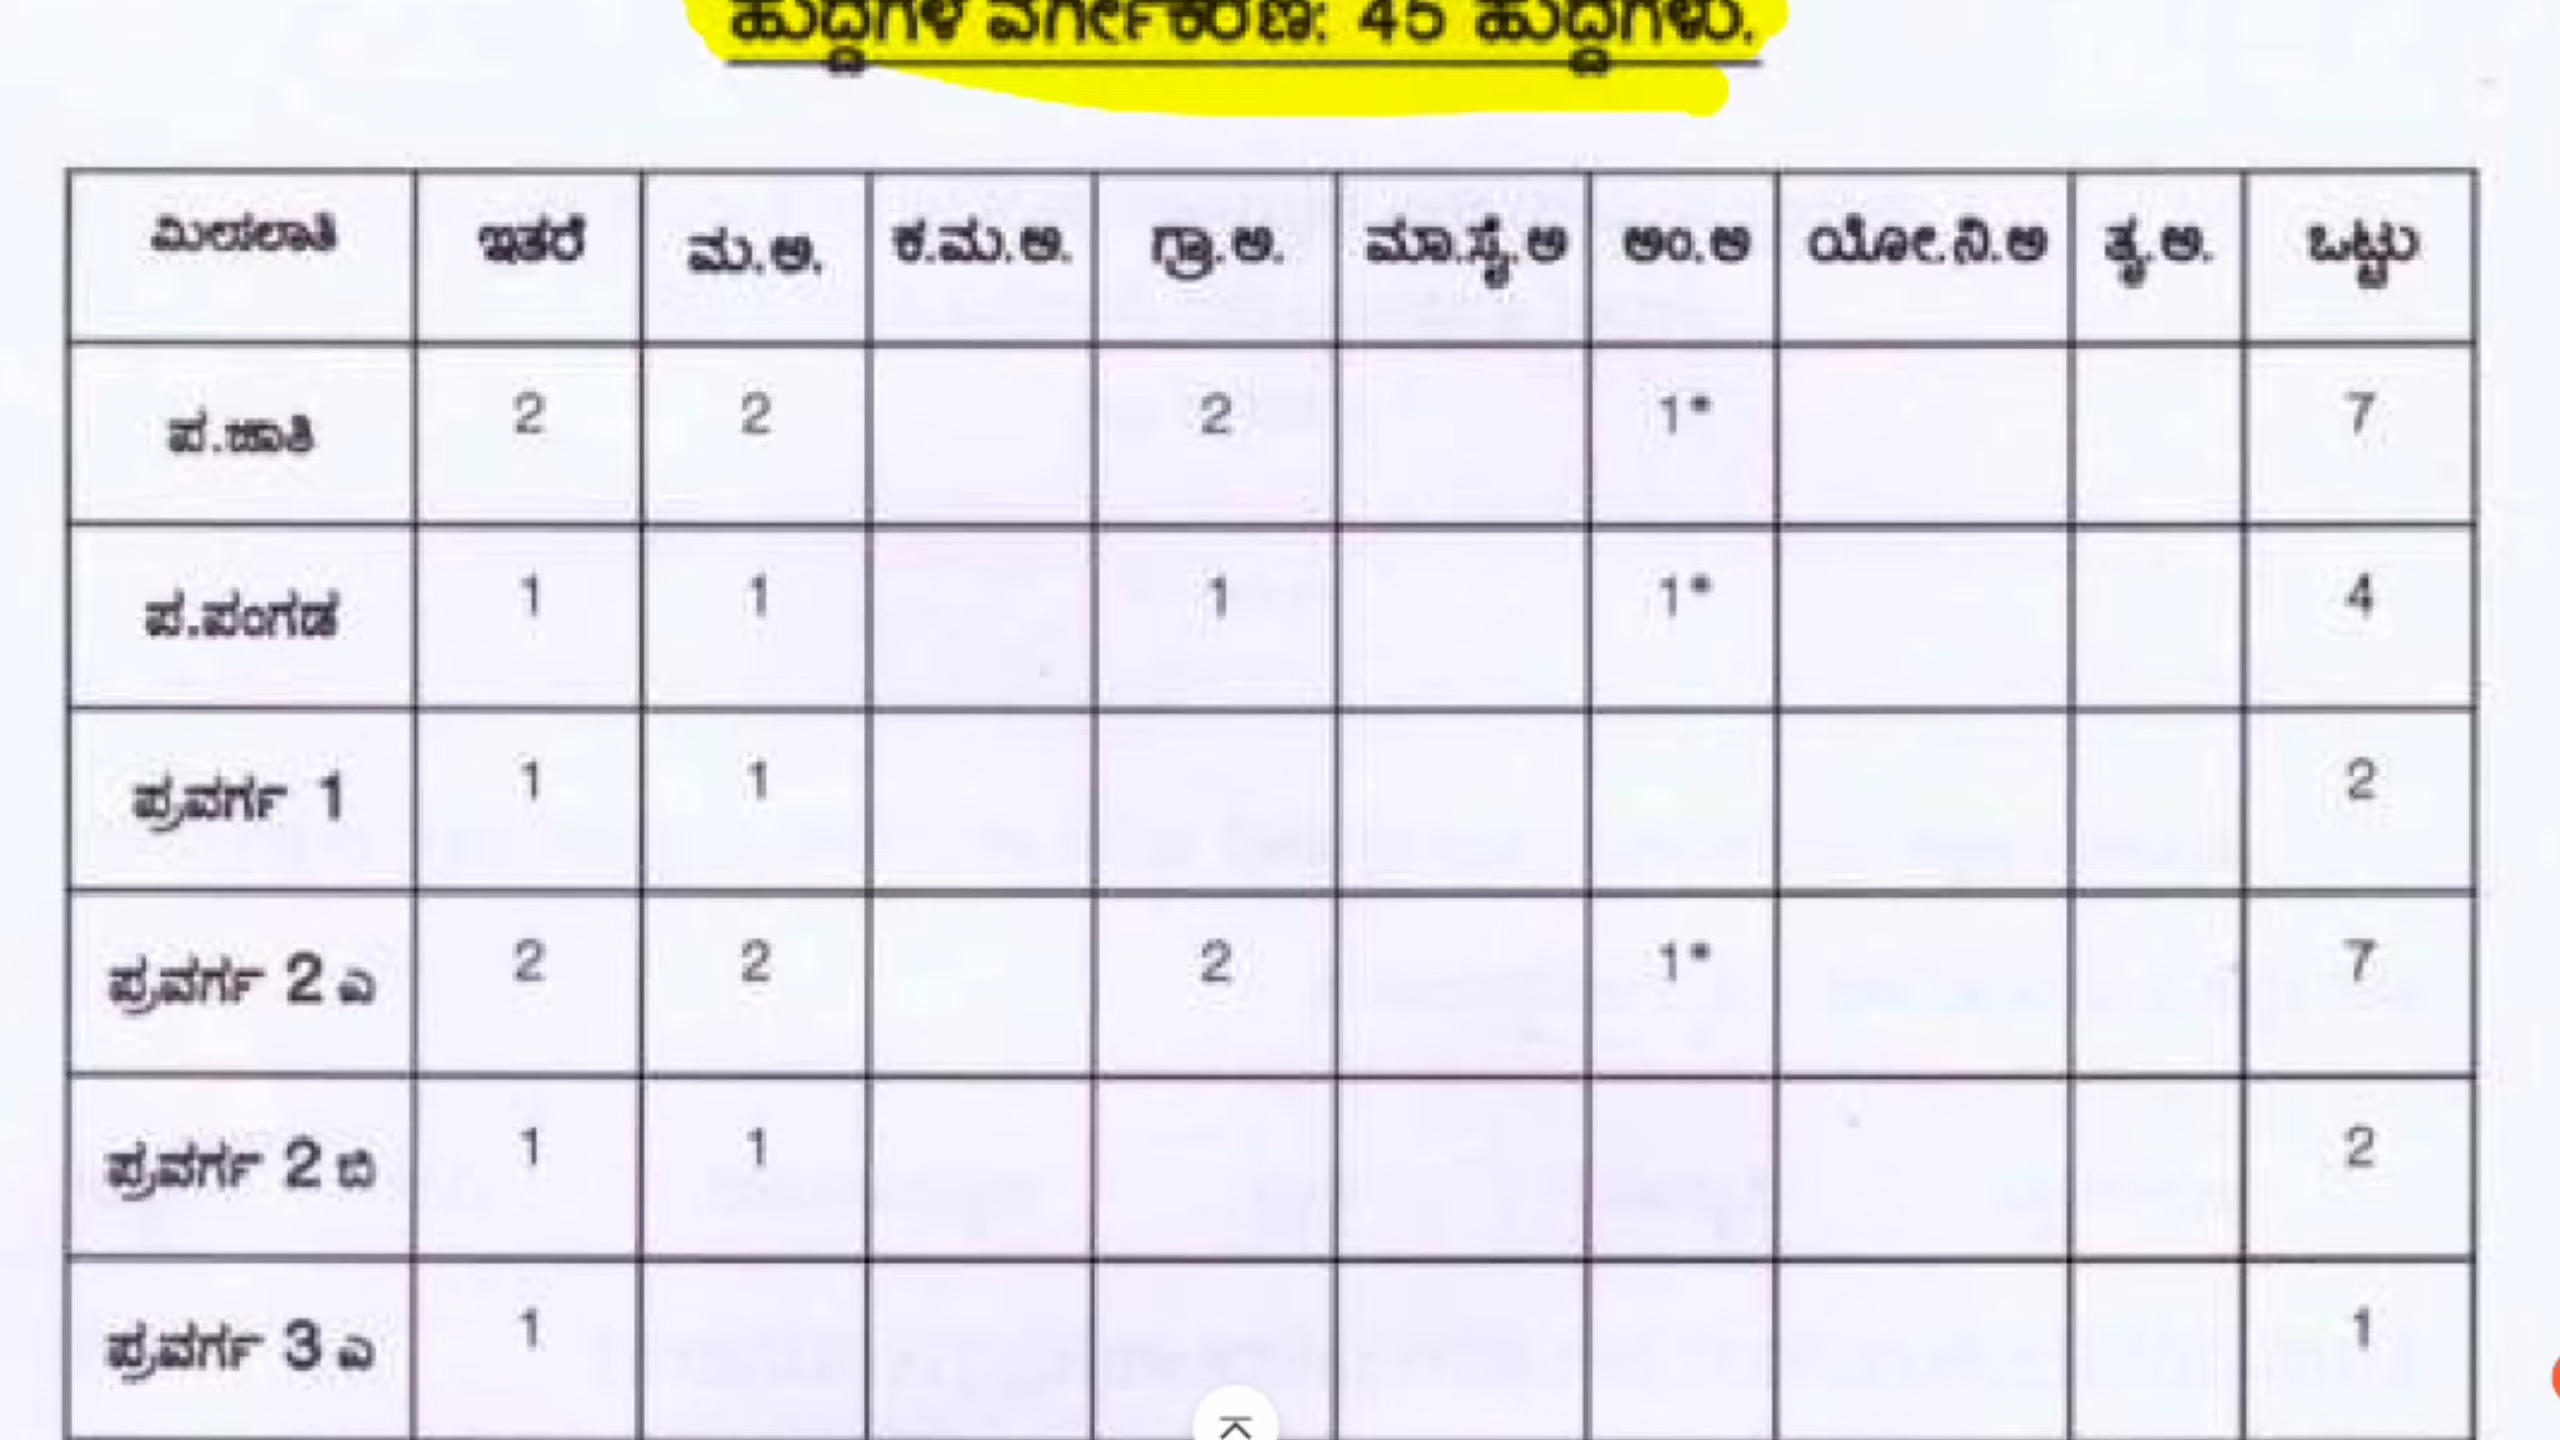 ಹುದ್ದೆಗಳ ವರ್ಗೀಕರಣ: 45 ಹುದ್ದೆಗಳು.
ಮೀಸಲಾತಿ ಇತರೆ ಮ.ಅ. ಕ.ಮ.ಅ. ಗ್ರಾ.ಅ. ಮಾ.ಸೈ.ಅ ಅಂ.ಅ ಯೋ.ನಿ.ಅ ತೃ.ಅ. ಒಟ್ಟು
ಪ.ಜಾತಿ 2 2 2 1* 7
ಪ.ಪಂಗಡ 1 1 1 1* 4
ಪ್ರವರ್ಗ 1 1 1 2
ಪ್ರವರ್ಗ 2 ಎ 2 2 2 1* 7
ಪ್ರವರ್ಗ 2 ಬಿ 1 1 2
ಪ್ರವರ್ಗ 3 ಎ 1 1